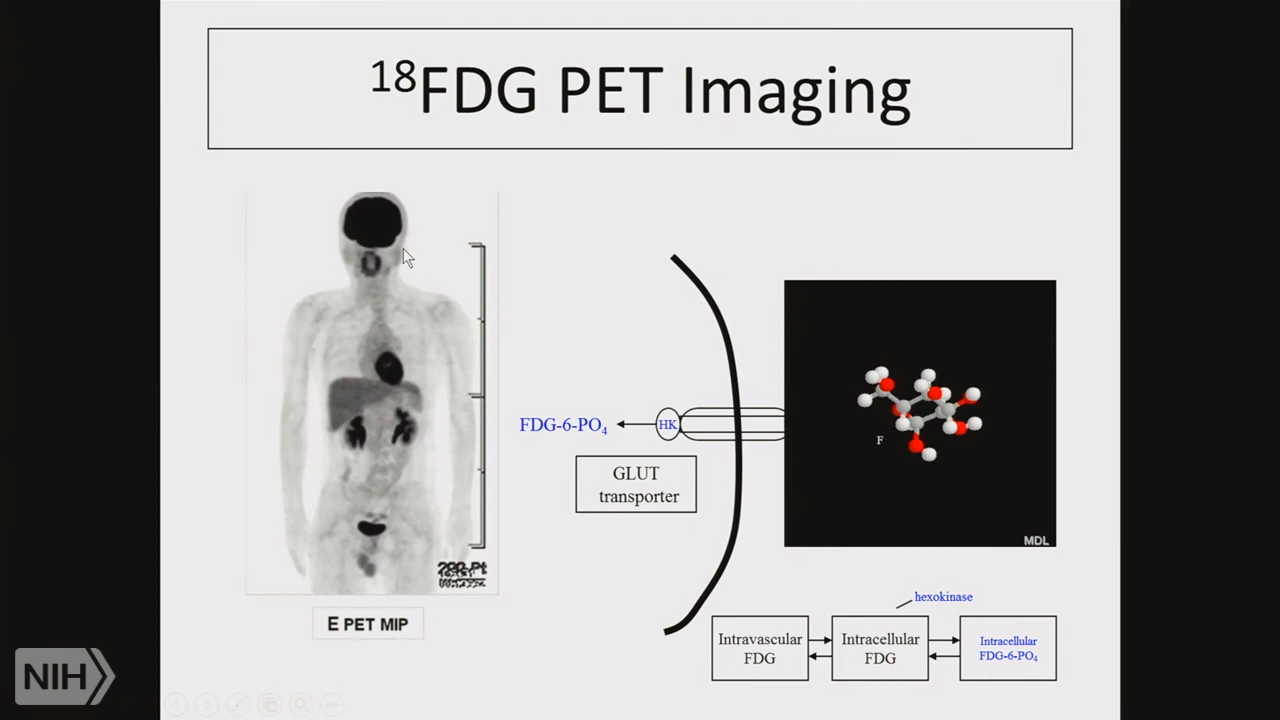 ¹⁸FDG PET Imaging
FDG-6-PO₄
HK
GLUT
transporter
F
MDL
E PET MIP
hexokinase
Intravascular
FDG
Intracellular
FDG
Intracellular
FDG-6-PO₄
NIH